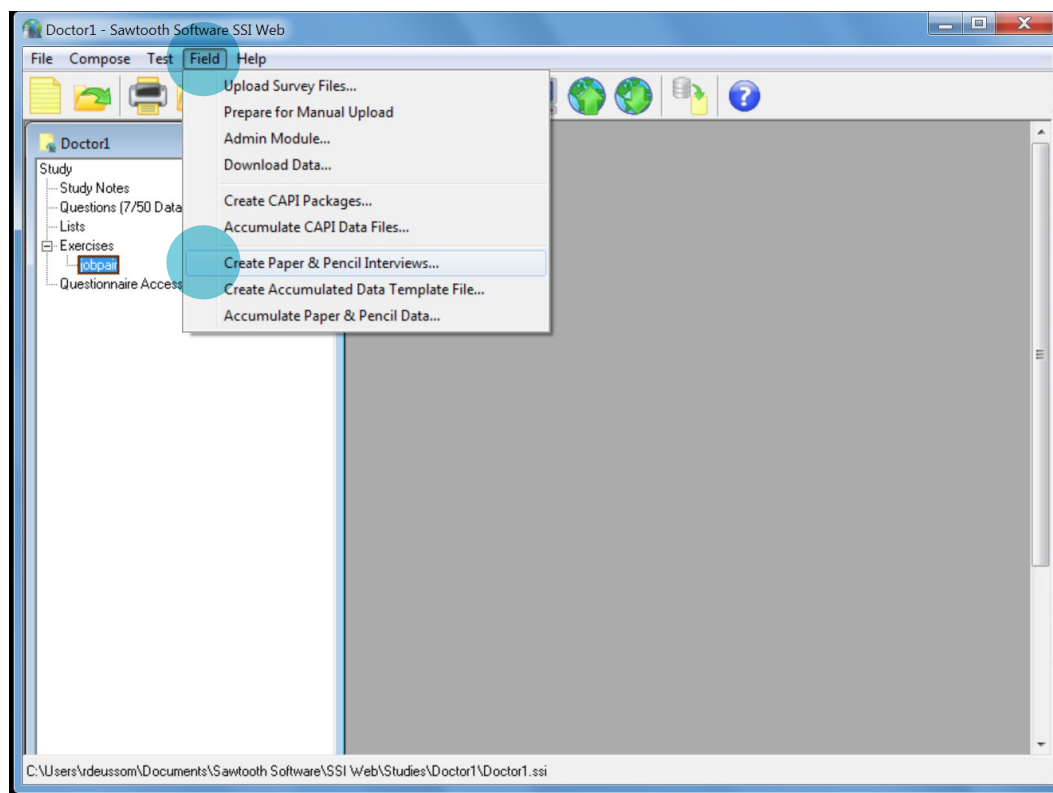 Doctor1 - Sawtooth Software SSI Web
File Compose Test Field Help
Upload Survey Files...
Prepare for Manual Upload
Admin Module...
Download Data...
Create CAPI Packages...
Accumulate CAPI Data Files...
Create Paper & Pencil Interviews...
Create Accumulated Data Template File...
Accumulate Paper & Pencil Data...
Doctor1
Study
Study Notes
Questions (7/50 Data
Lists
Exercises
jobpair
Questionnaire Access
C:\Users\rdeussom\Documents\Sawtooth Software\SSI Web\Studies\Doctor1\Doctor1.ssi